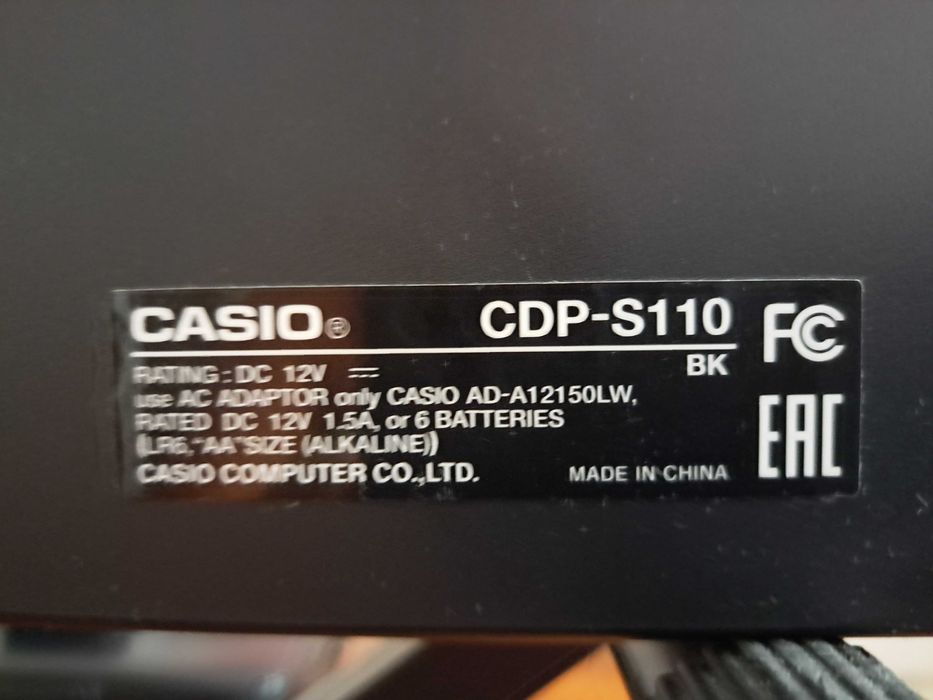 CASIO® CDP-S110
BK
RATING : DC 12V ⎓
use AC ADAPTOR only CASIO AD-A12150LW,
RATED DC 12V 1.5A, or 6 BATTERIES
(LR6,"AA"SIZE (ALKALINE))
CASIO COMPUTER CO.,LTD. MADE IN CHINA
FC
EAC